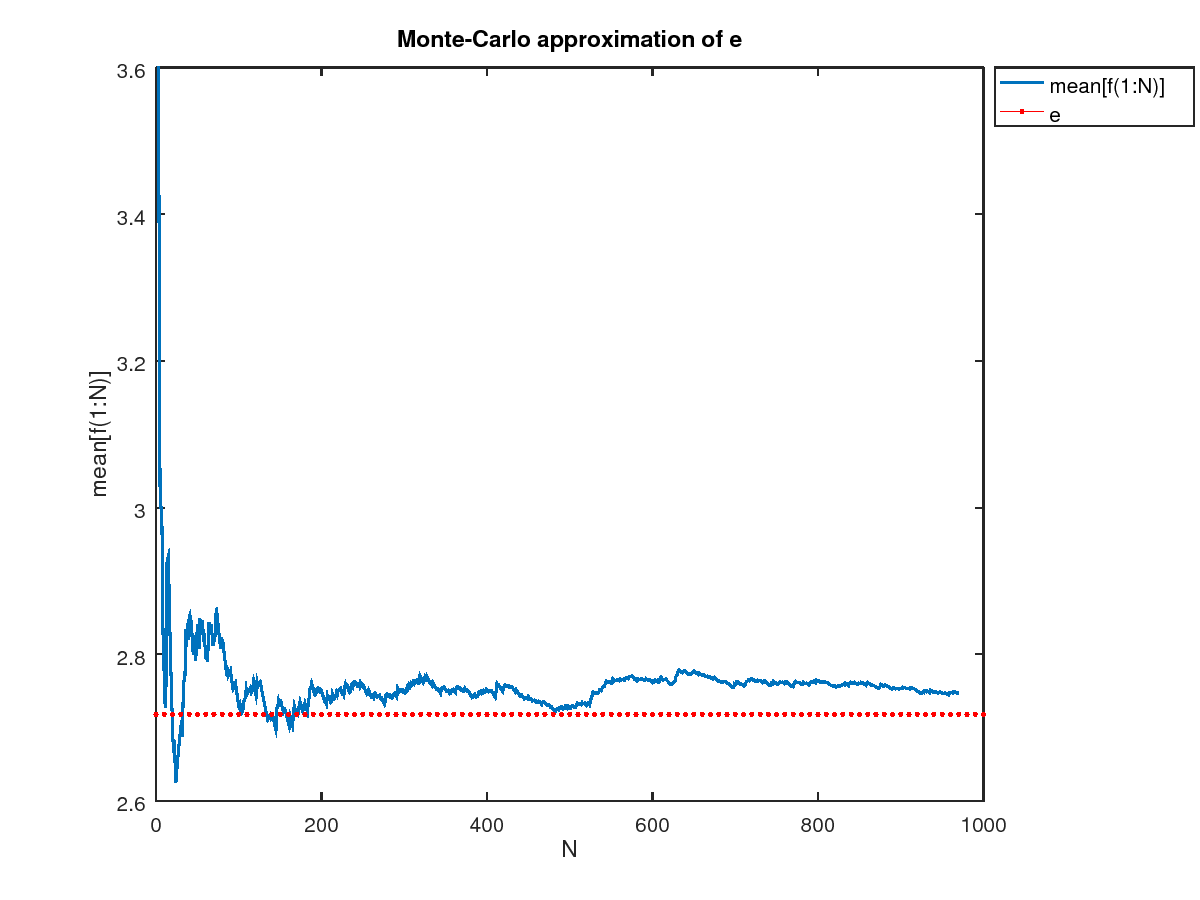 Monte-Carlo approximation of e
3.6
3.4
3.2
3
2.8
2.6
mean[f(1:N)]
0
200
400
600
800
1000
N
mean[f(1:N)]
e